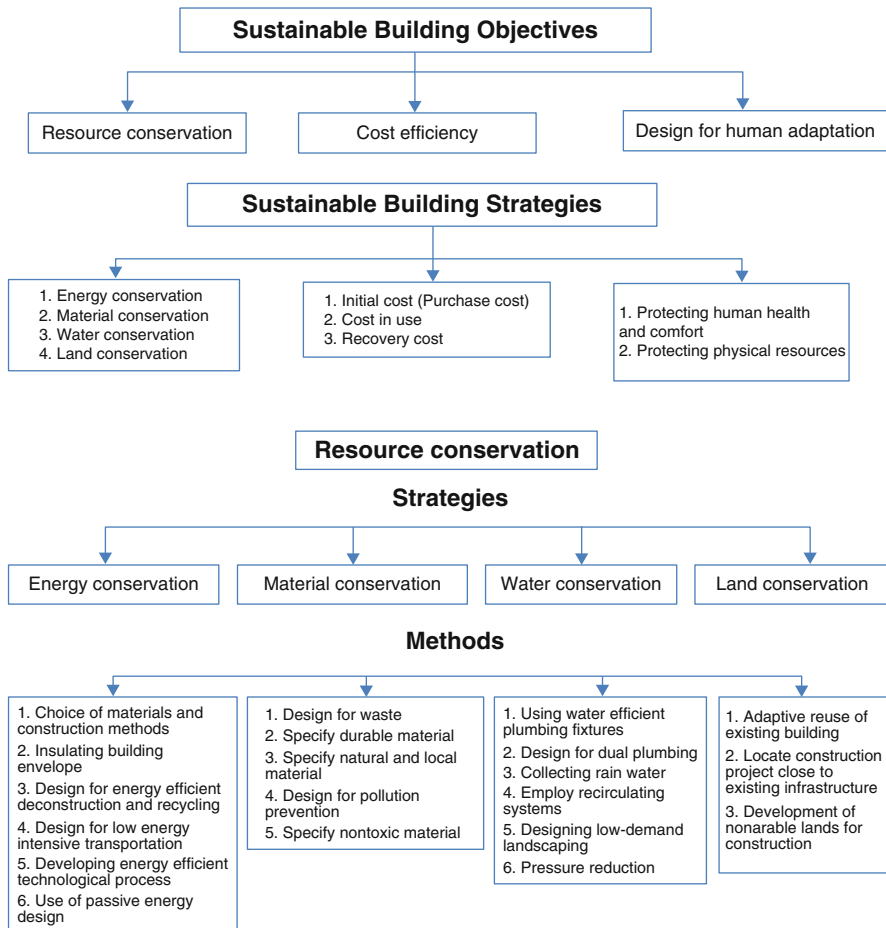 Sustainable Building Objectives
Resource conservation
Cost efficiency
Design for human adaptation
Sustainable Building Strategies
1. Energy conservation
2. Material conservation
3. Water conservation
4. Land conservation
1. Initial cost (Purchase cost)
2. Cost in use
3. Recovery cost
1. Protecting human health
and comfort
2. Protecting physical resources
Resource conservation
Strategies
Energy conservation
Material conservation
Water conservation
Land conservation
Methods
1. Choice of materials and
construction methods
2. Insulating building
envelope
3. Design for energy efficient
deconstruction and recycling
4. Design for low energy
intensive transportation
5. Developing energy efficient
technological process
6. Use of passive energy
design
1. Design for waste
2. Specify durable material
3. Specify natural and local
material
4. Design for pollution
prevention
5. Specify nontoxic material
1. Using water efficient
plumbing fixtures
2. Design for dual plumbing
3. Collecting rain water
4. Employ recirculating
systems
5. Designing low-demand
landscaping
6. Pressure reduction
1. Adaptive reuse of
existing building
2. Locate construction
project close to
existing infrastructure
3. Development of
nonarable lands for
construction